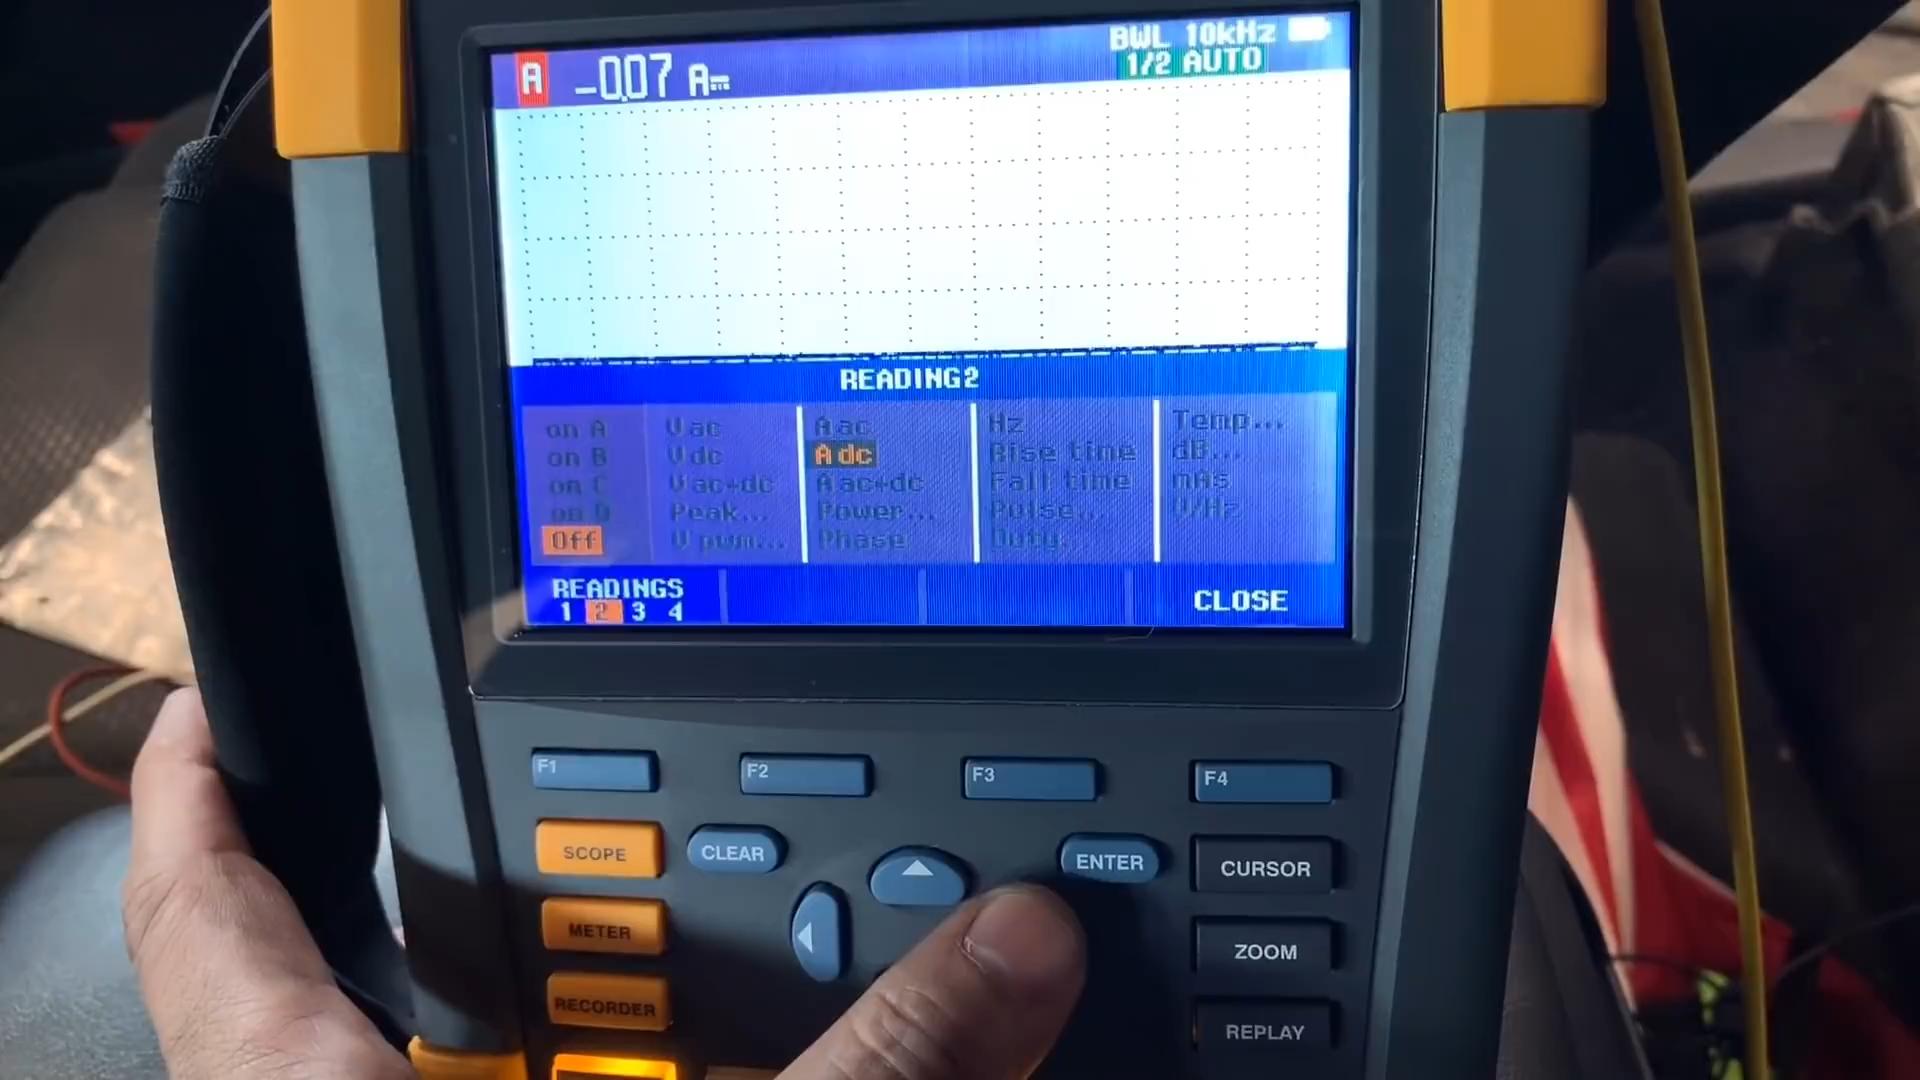 A -0.07 A
BWL 10kHz
1/2 AUTO
READING2
on A
on B
on C
on D
Off
V ac
V dc
V ac+dc
Peak...
V pwm...
A ac
A dc
A ac+dc
Power...
Phase
Hz
Rise time
Fall time
Pulse...
Duty...
Temp...
dB...
mAs
V/Hz
READINGS
1 2 3 4
CLOSE
F1
F2
F3
F4
SCOPE
CLEAR
ENTER
CURSOR
METER
ZOOM
RECORDER
REPLAY